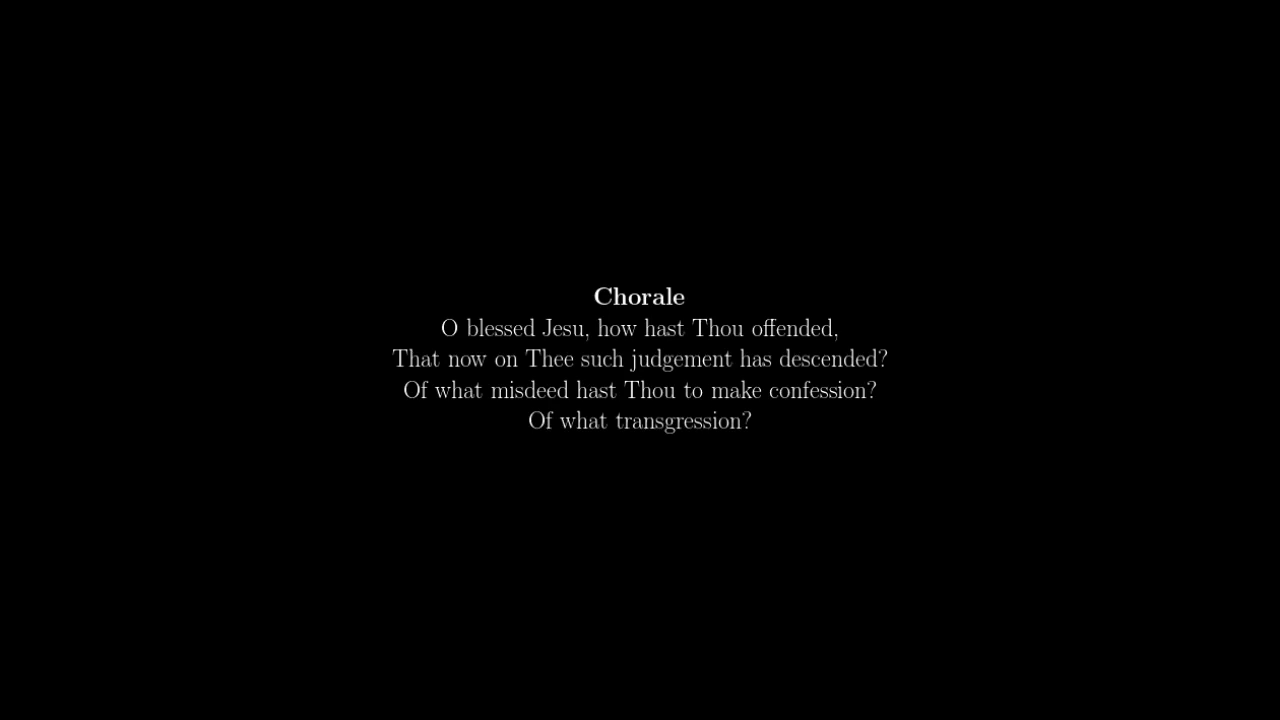 Chorale
O blessed Jesu, how hast Thou offended,
That now on Thee such judgement has descended?
Of what misdeed hast Thou to make confession?
Of what transgression?